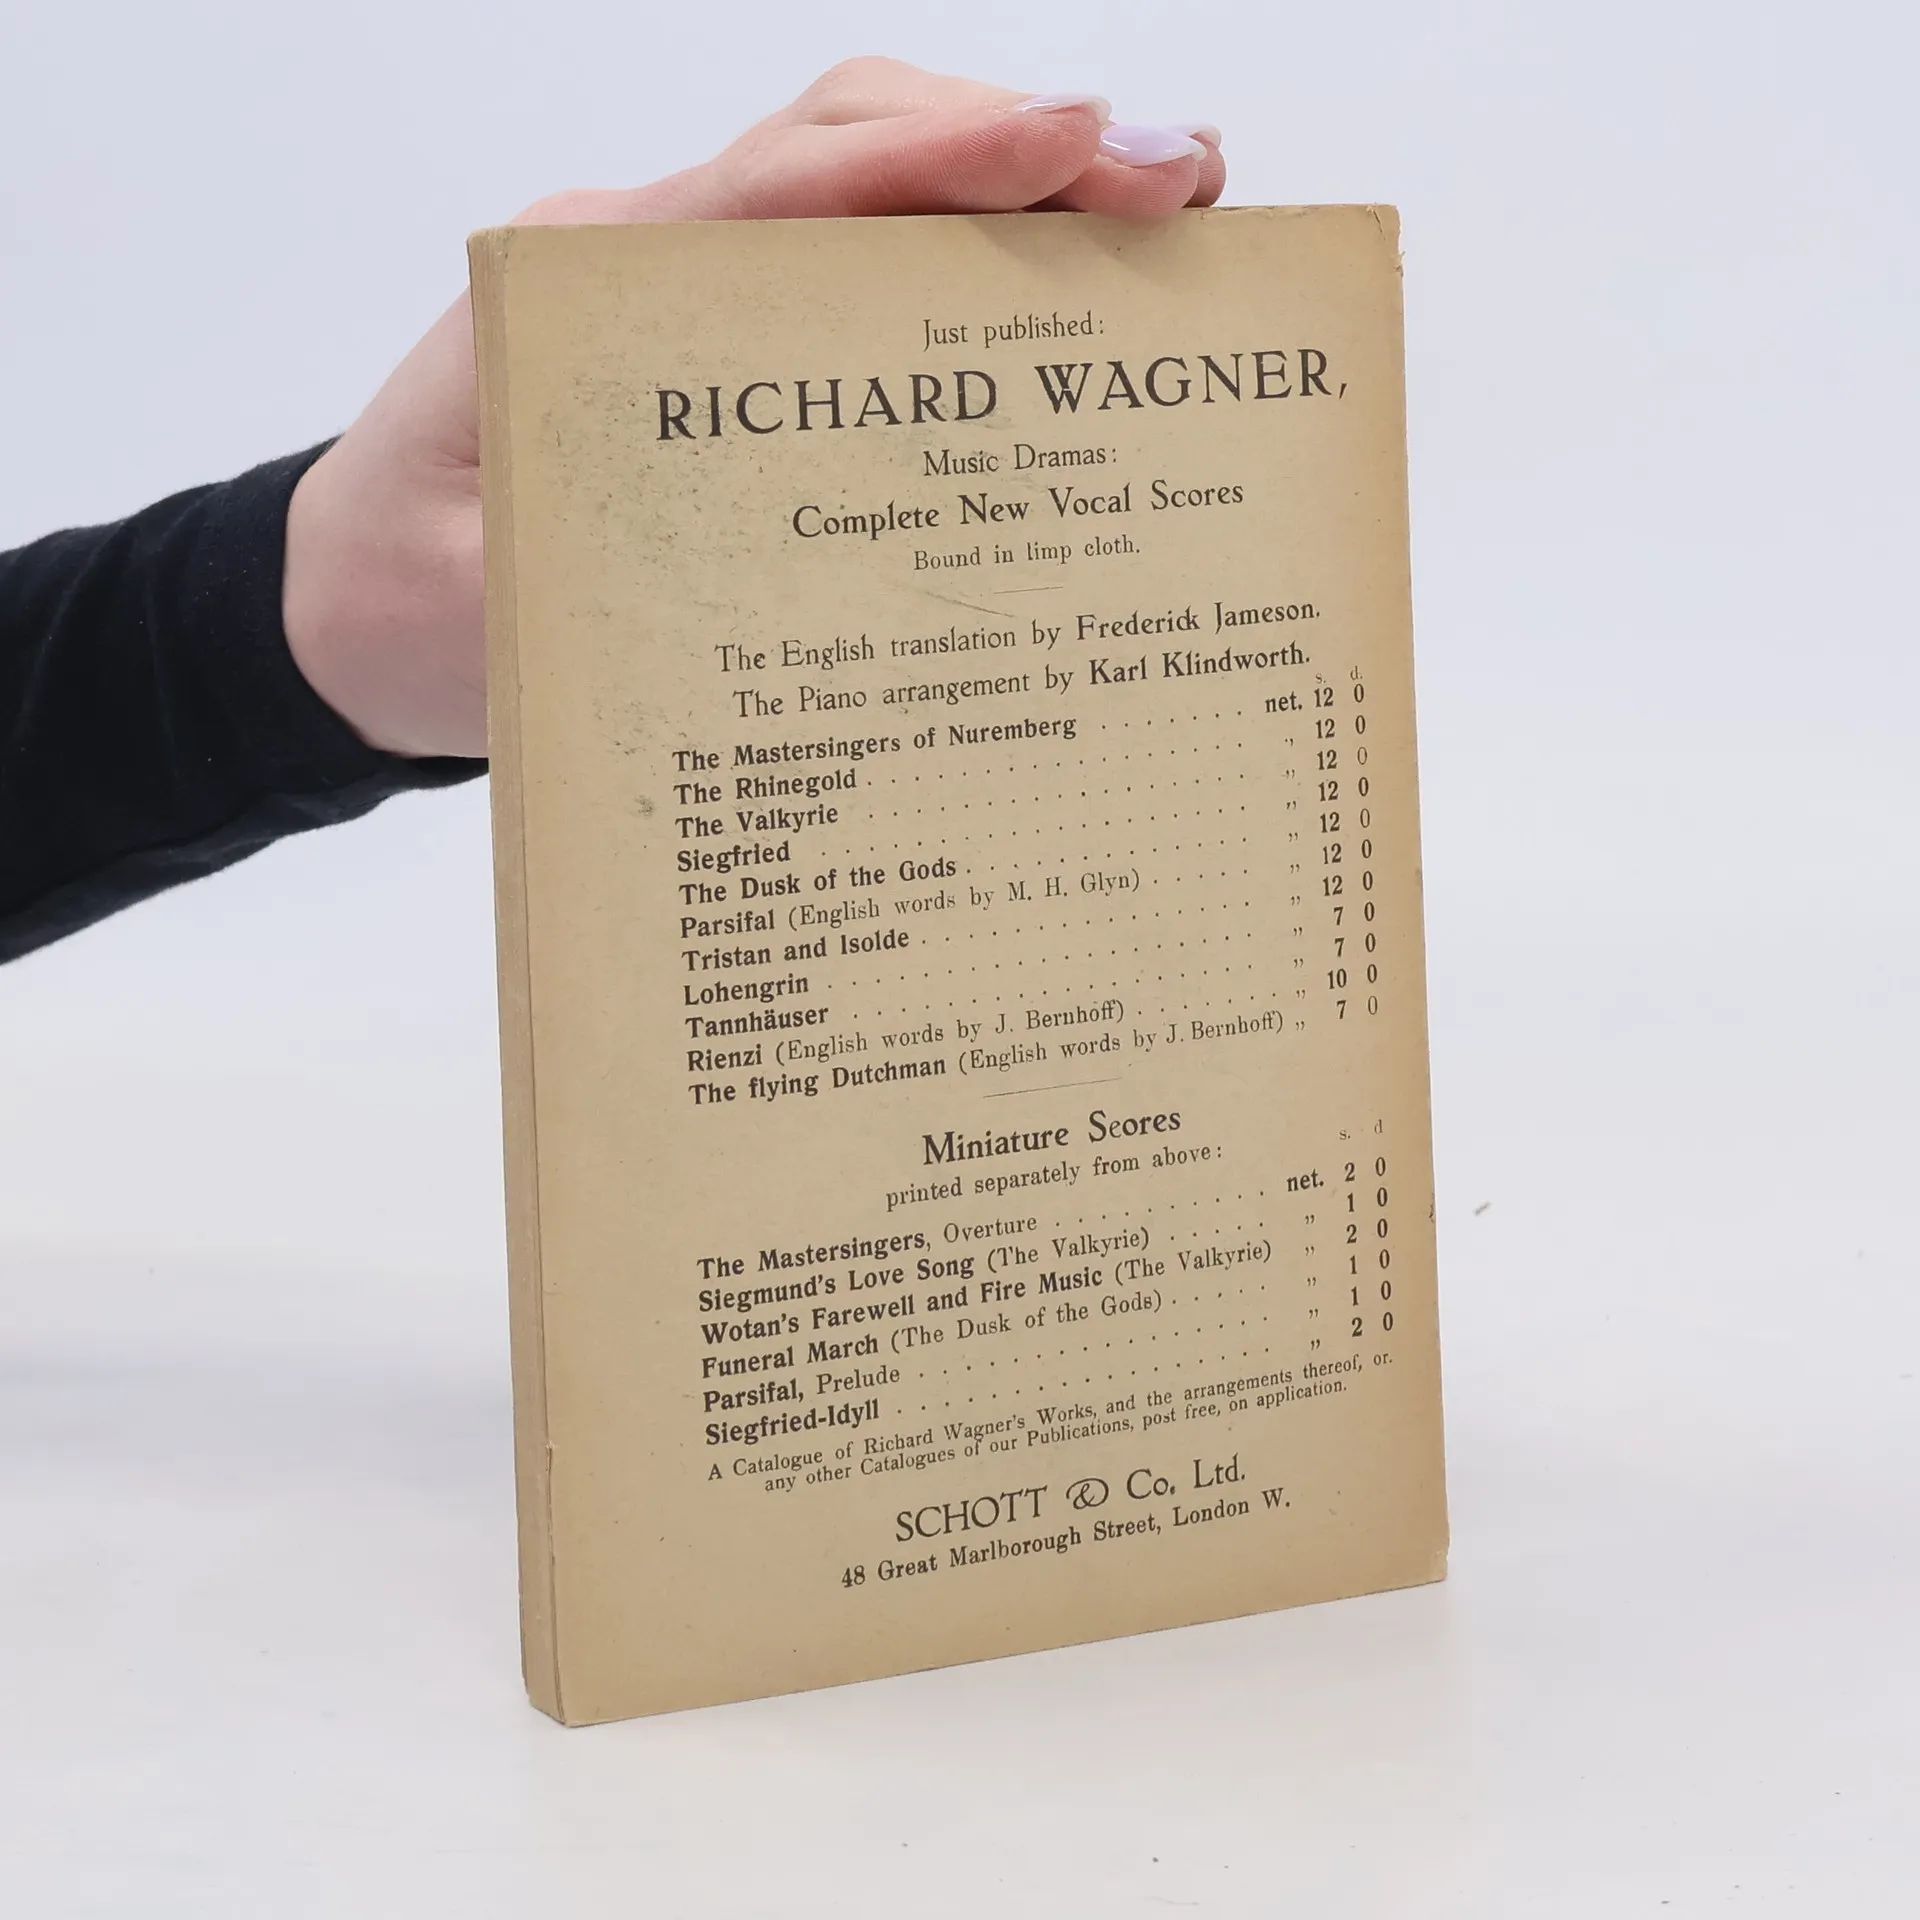 Just published:
RICHARD WAGNER,
Music Dramas:
Complete New Vocal Scores
Bound in limp cloth.
The English translation by Frederick Jameson.
The Piano arrangement by Karl Klindworth.
s. d.
The Mastersingers of Nuremberg . . . . . . . net. 12 0
The Rhinegold . . . . . . . . . . . . . . . . „ 12 0
The Valkyrie . . . . . . . . . . . . . . . . „ 12 0
Siegfried . . . . . . . . . . . . . . . . . . „ 12 0
The Dusk of the Gods . . . . . . . . . . . . „ 12 0
Parsifal (English words by M. H. Glyn) . . . . . „ 12 0
Tristan and Isolde . . . . . . . . . . . . . . „ 12 0
Lohengrin . . . . . . . . . . . . . . . . . . „ 7 0
Tannhäuser . . . . . . . . . . . . . . . . . „ 7 0
Rienzi (English words by J. Bernhoff) . . . . . . . „ 10 0
The flying Dutchman (English words by J. Bernhoff) „ 7 0
Miniature Scores
printed separately from above:
s. d
The Mastersingers, Overture . . . . . . . . . . net. 2 0
Siegmund's Love Song (The Valkyrie) . . . . . „ 1 0
Wotan's Farewell and Fire Music (The Valkyrie) „ 2 0
Funeral March (The Dusk of the Gods) . . . . . „ 1 0
Parsifal, Prelude . . . . . . . . . . . . . . . „ 1 0
Siegfried-Idyll . . . . . . . . . . . . . . . . „ 2 0
A Catalogue of Richard Wagner's Works, and the arrangements thereof, or.
any other Catalogues of our Publications, post free, on application.
SCHOTT & Co. Ltd.
48 Great Marlborough Street, London W.